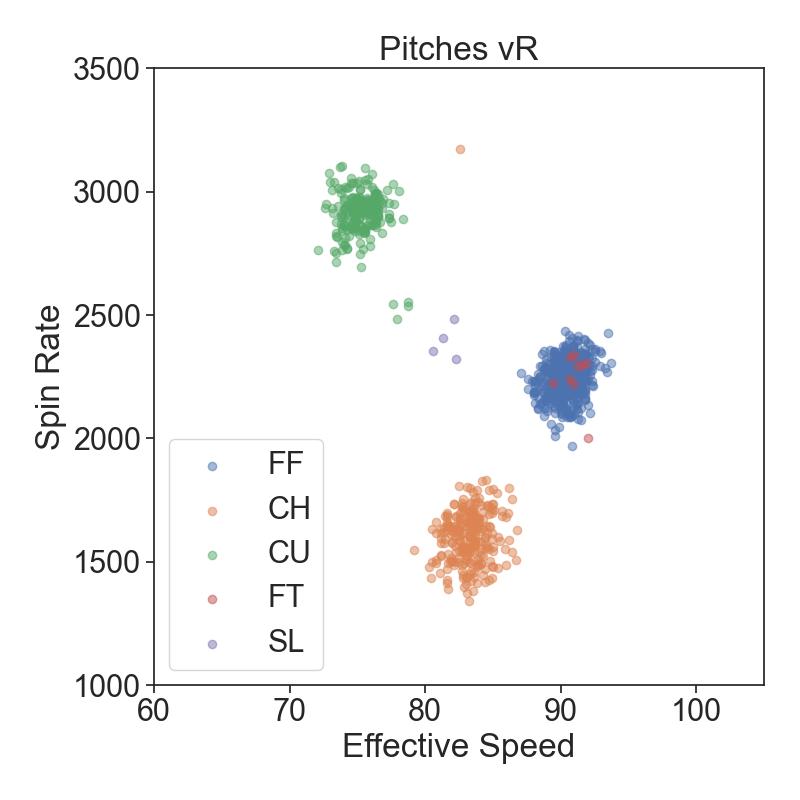 Pitches vR
3500
3000
2500
2000
1500
1000
Spin Rate
FF
CH
CU
FT
SL
60 70 80 90 100
Effective Speed